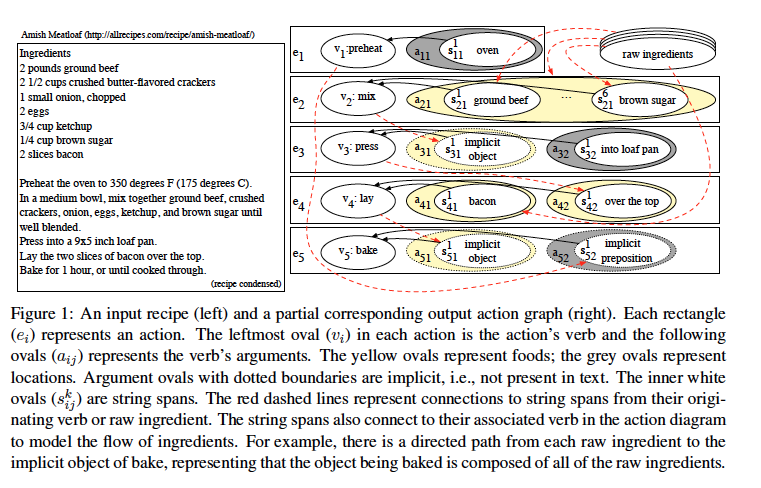 Amish Meatloaf (http://allrecipes.com/recipe/amish-meatloaf/)
Ingredients
2 pounds ground beef
2 1/2 cups crushed butter-flavored crackers
1 small onion, chopped
2 eggs
3/4 cup ketchup
1/4 cup brown sugar
2 slices bacon
Preheat the oven to 350 degrees F (175 degrees C).
In a medium bowl, mix together ground beef, crushed
crackers, onion, eggs, ketchup, and brown sugar until
well blended.
Press into a 9x5 inch loaf pan.
Lay the two slices of bacon over the top.
Bake for 1 hour, or until cooked through.
(recipe condensed)
e1 v1:preheat a11 s11^1 oven raw ingredients
e2 v2: mix a21 s21^1 ground beef ... s21^6 brown sugar
e3 v3: press a31 s31^1 implicit object a32 s32^1 into loaf pan
e4 v4: lay a41 s41^1 bacon a42 s42^1 over the top
e5 v5: bake a51 s51^1 implicit object a52 s52^1 implicit preposition
Figure 1: An input recipe (left) and a partial corresponding output action graph (right). Each rectangle
(ei) represents an action. The leftmost oval (vi) in each action is the action's verb and the following
ovals (aij) represents the verb's arguments. The yellow ovals represent foods; the grey ovals represent
locations. Argument ovals with dotted boundaries are implicit, i.e., not present in text. The inner white
ovals (s^k_ij) are string spans. The red dashed lines represent connections to string spans from their origi-
nating verb or raw ingredient. The string spans also connect to their associated verb in the action diagram
to model the flow of ingredients. For example, there is a directed path from each raw ingredient to the
implicit object of bake, representing that the object being baked is composed of all of the raw ingredients.